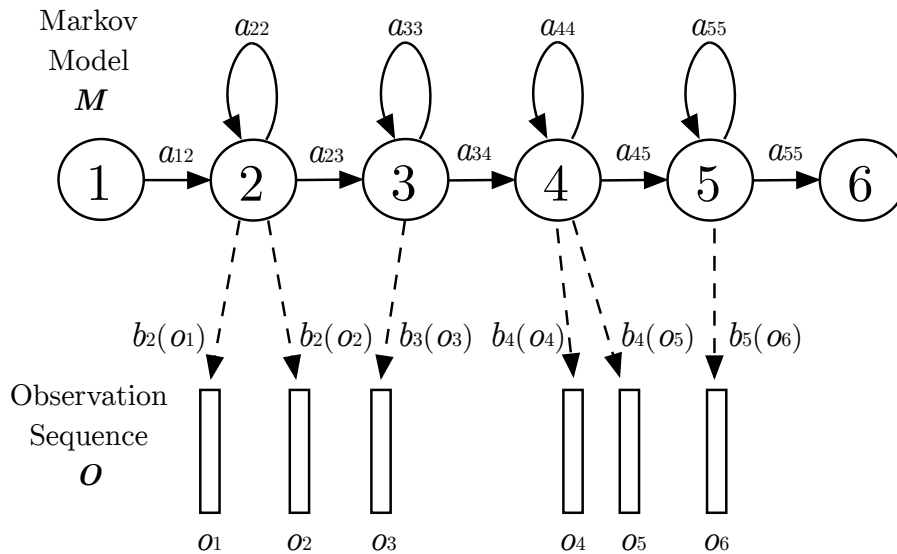 Markov
Model
M
a22 a33 a44 a55
a12 a23 a34 a45 a55
1 2 3 4 5 6
b2(o1) b2(o2) b3(o3) b4(o4) b4(o5) b5(o6)
Observation
Sequence
O
o1 o2 o3 o4 o5 o6